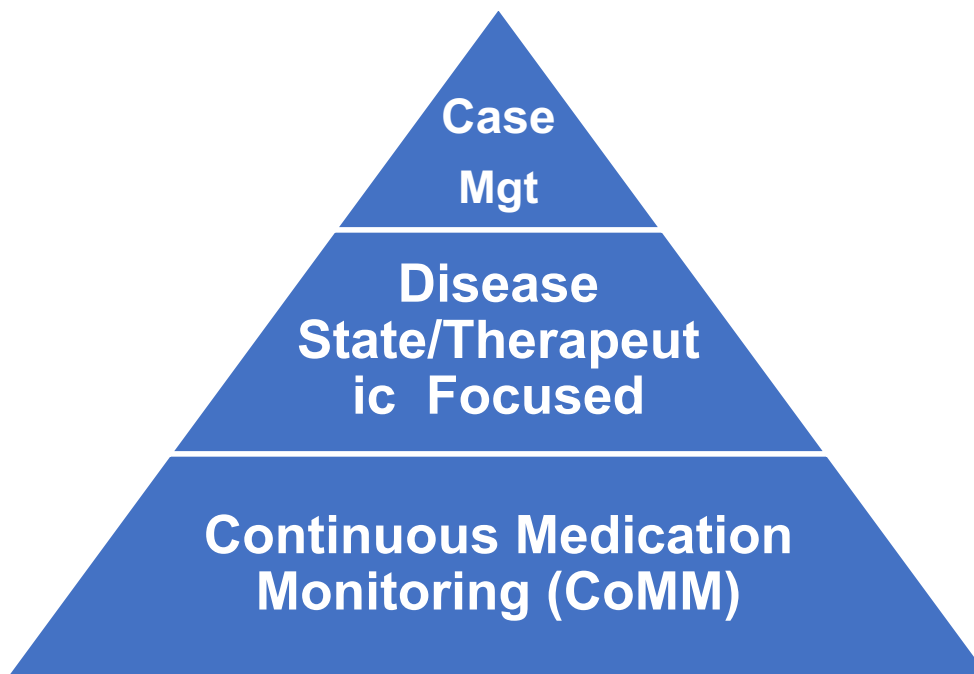 Case
Mgt
Disease
State/Therapeut
ic  Focused
Continuous Medication
Monitoring (CoMM)